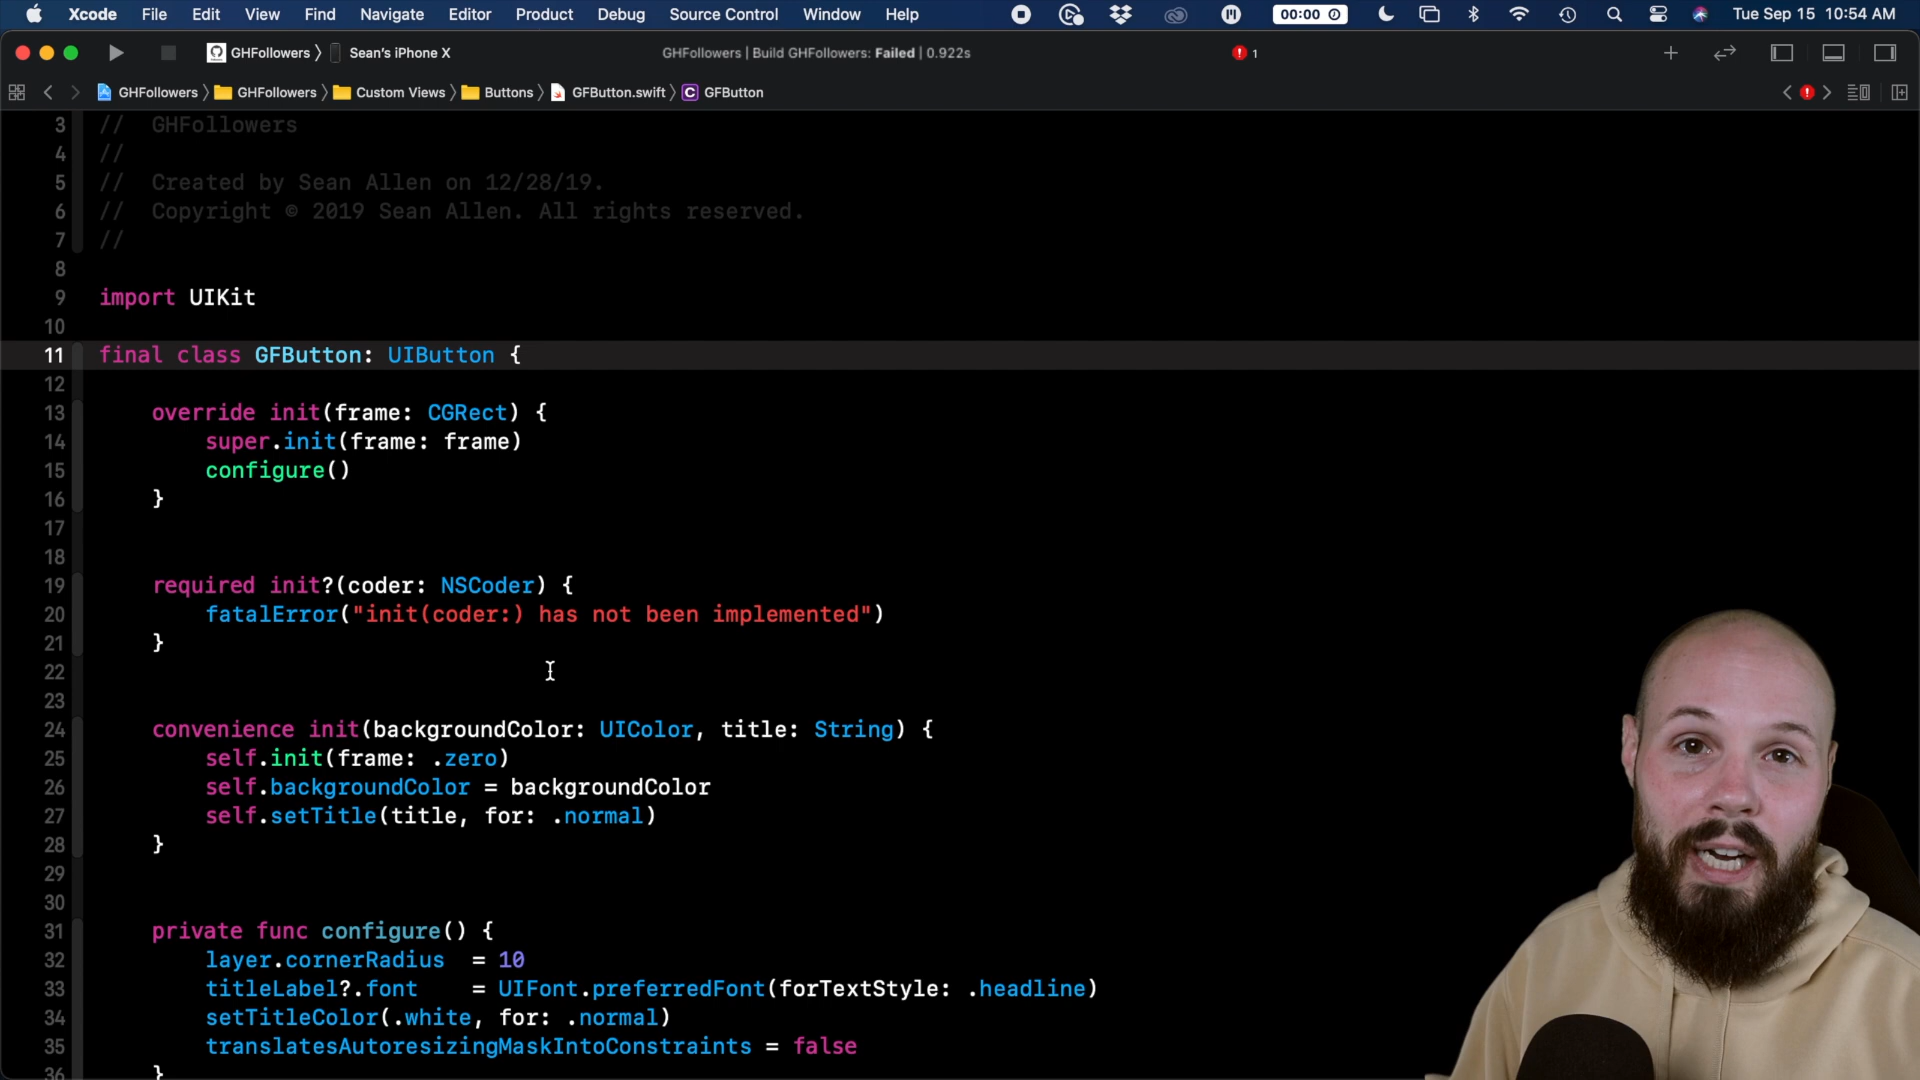 Xcode File Edit View Find Navigate Editor Product Debug Source Control Window Help 00:00 Tue Sep 15 10:54 AM
GHFollowers 〉 Sean's iPhone X GHFollowers | Build GHFollowers: Failed | 0.922s 1
GHFollowers 〉 GHFollowers 〉 Custom Views 〉 Buttons 〉 GFButton.swift 〉 C GFButton
3 // GHFollowers
4 //
5 // Created by Sean Allen on 12/28/19.
6 // Copyright © 2019 Sean Allen. All rights reserved.
7 //
8
9 import UIKit
10
11 final class GFButton: UIButton {
12
13 override init(frame: CGRect) {
14 super.init(frame: frame)
15 configure()
16 }
17
18
19 required init?(coder: NSCoder) {
20 fatalError("init(coder:) has not been implemented")
21 }
22
23
24 convenience init(backgroundColor: UIColor, title: String) {
25 self.init(frame: .zero)
26 self.backgroundColor = backgroundColor
27 self.setTitle(title, for: .normal)
28 }
29
30
31 private func configure() {
32 layer.cornerRadius = 10
33 titleLabel?.font = UIFont.preferredFont(forTextStyle: .headline)
34 setTitleColor(.white, for: .normal)
35 translatesAutoresizingMaskIntoConstraints = false
36 }